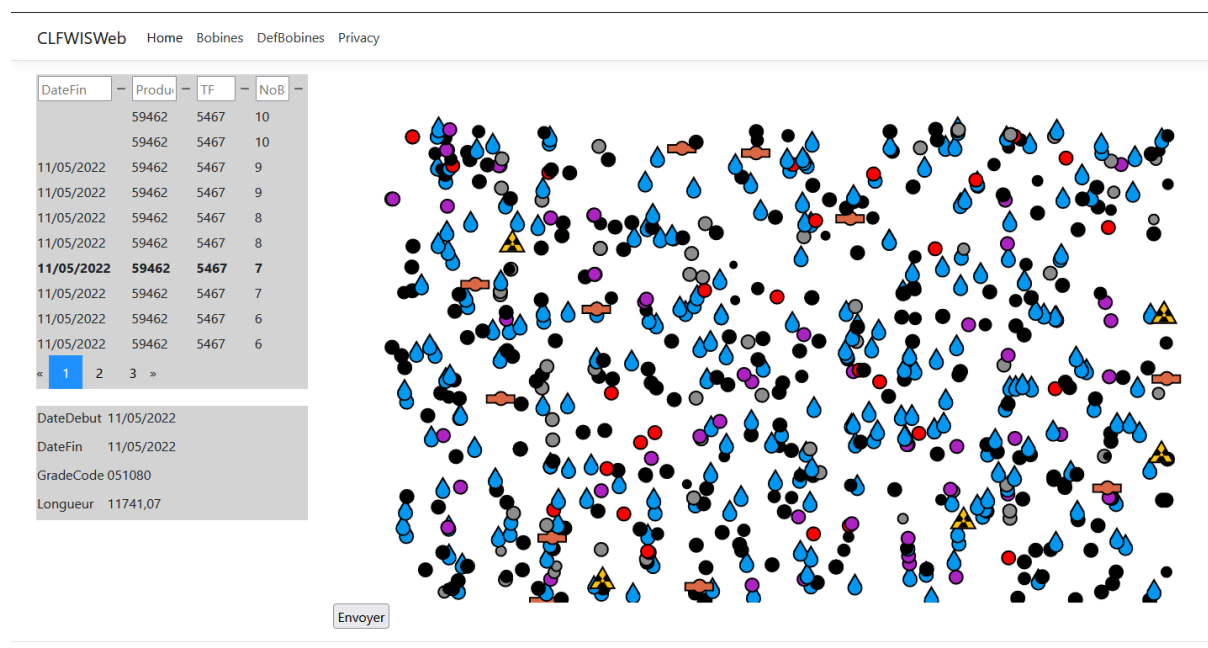 CLFWISWeb Home Bobines DefBobines Privacy
DateFin − Produ − TF − NoB −
59462 5467 10
59462 5467 10
11/05/2022 59462 5467 9
11/05/2022 59462 5467 9
11/05/2022 59462 5467 8
11/05/2022 59462 5467 8
11/05/2022 59462 5467 7
11/05/2022 59462 5467 7
11/05/2022 59462 5467 6
11/05/2022 59462 5467 6
« 1 2 3 »
DateDebut 11/05/2022
DateFin 11/05/2022
GradeCode 051080
Longueur 11741,07
Envoyer